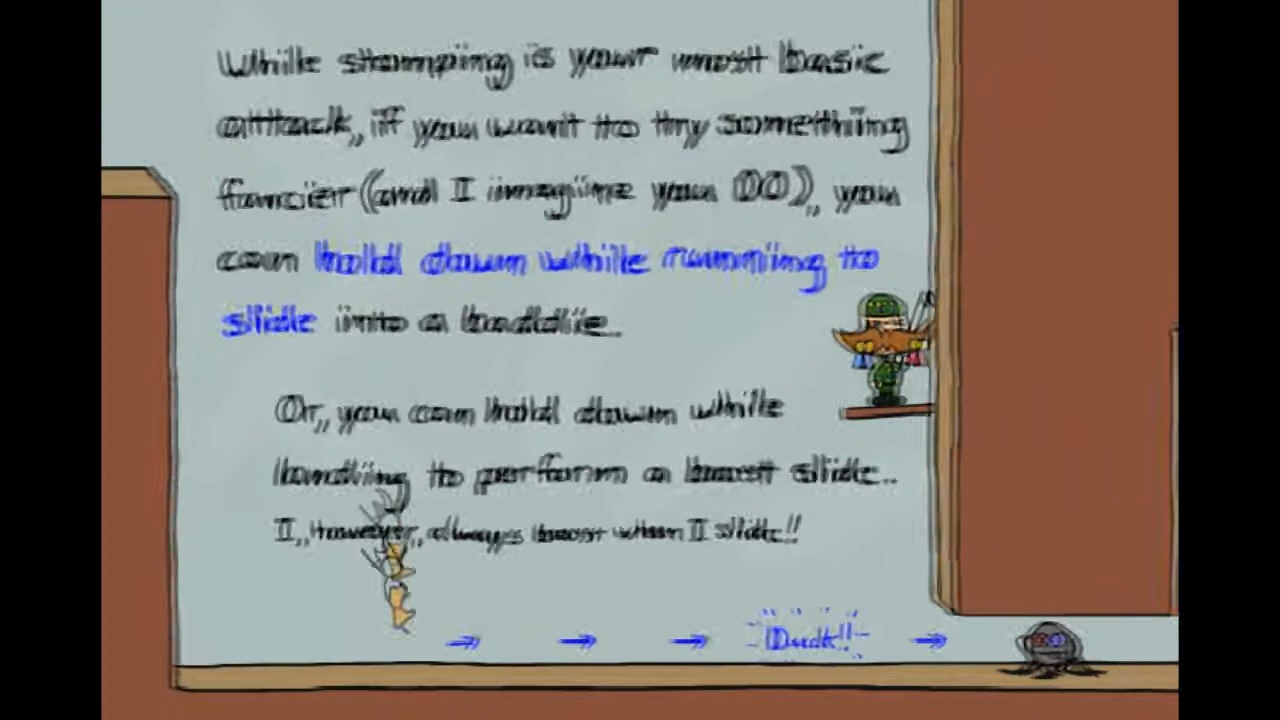 While stomping is your most basic
attack, if you want to try something
fancier (and I imagine you DO), you
can hold down while running to
slide into a baddie.
Or, you can hold down while
landing to perform a butt slide.
I, however, always boost when I slide!!
Duck!!